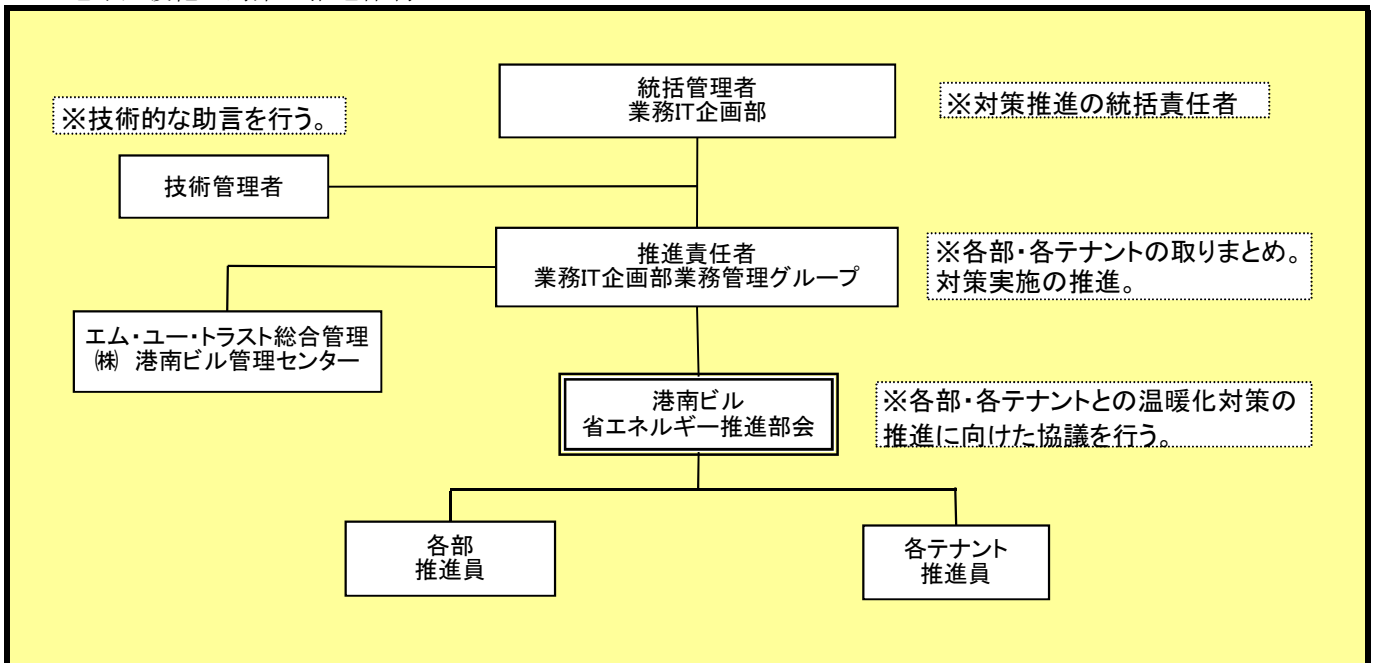 統括管理者
業務IT企画部
※技術的な助言を行う。
※対策推進の統括責任者
技術管理者
推進責任者
業務IT企画部業務管理グループ
※各部・各テナントの取りまとめ。
対策実施の推進。
エム・ユー・トラスト総合管理
㈱ 港南ビル管理センター
港南ビル
省エネルギー推進部会
※各部・各テナントとの温暖化対策の
推進に向けた協議を行う。
各部
推進員
各テナント
推進員